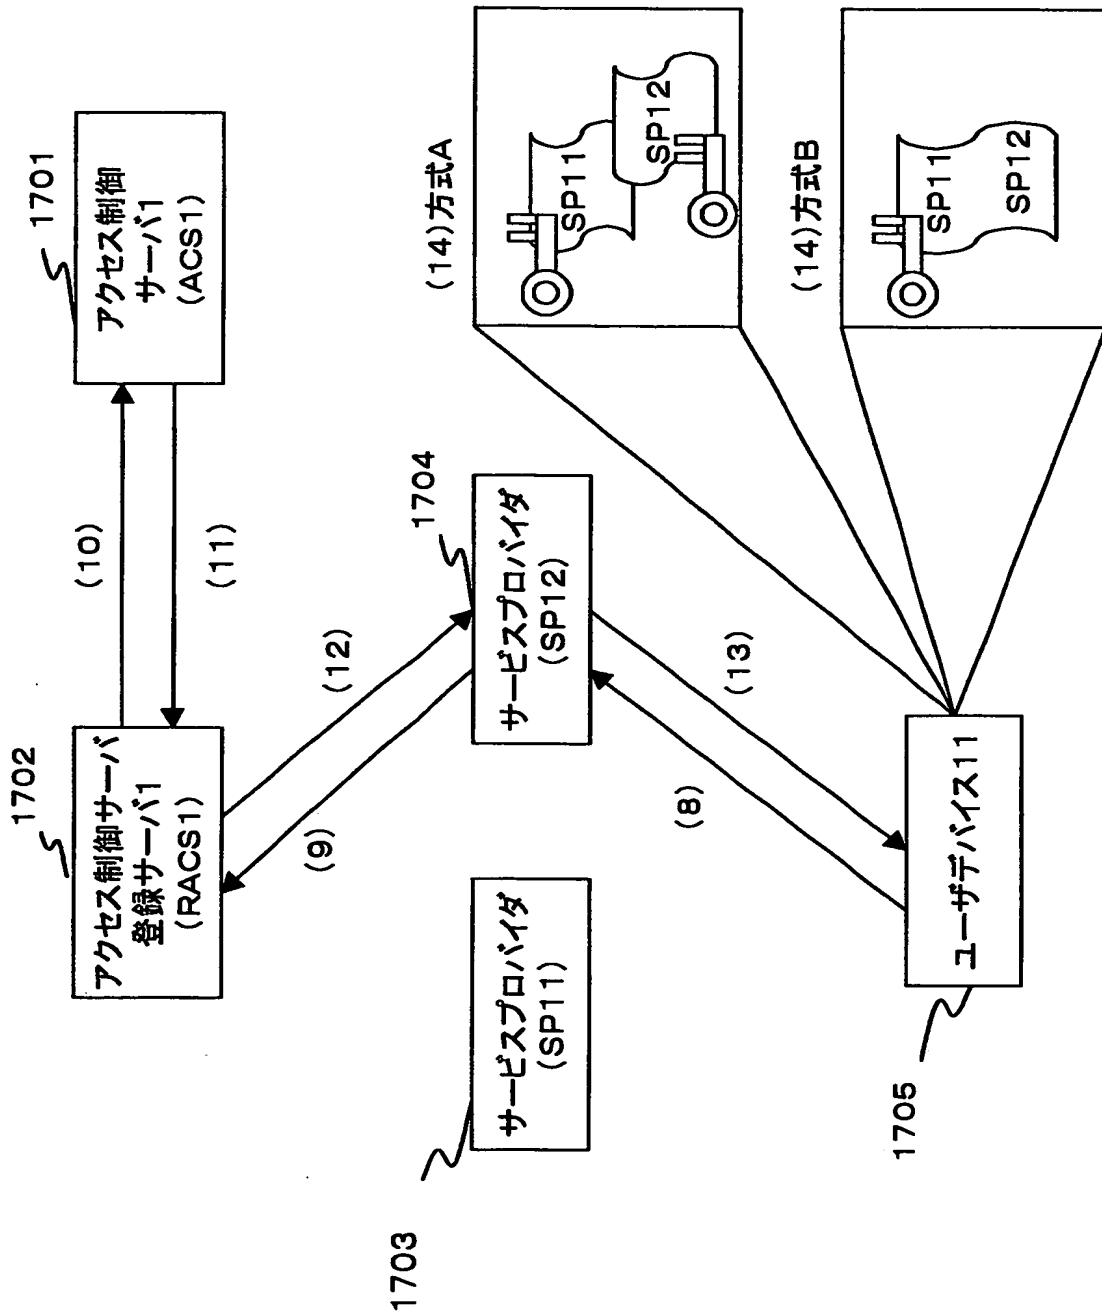 1702
アクセス制御サーバ
登録サーバ1
(RACS1)
(10)
(11)
1701
アクセス制御
サーバ1
(ACS1)
(9)
(12)
1703
サービスプロバイダ
(SP11)
1704
サービスプロバイダ
(SP12)
(8)
(13)
1705
ユーザデバイス11
(14)方式A
SP11
SP12
(14)方式B
SP11
SP12